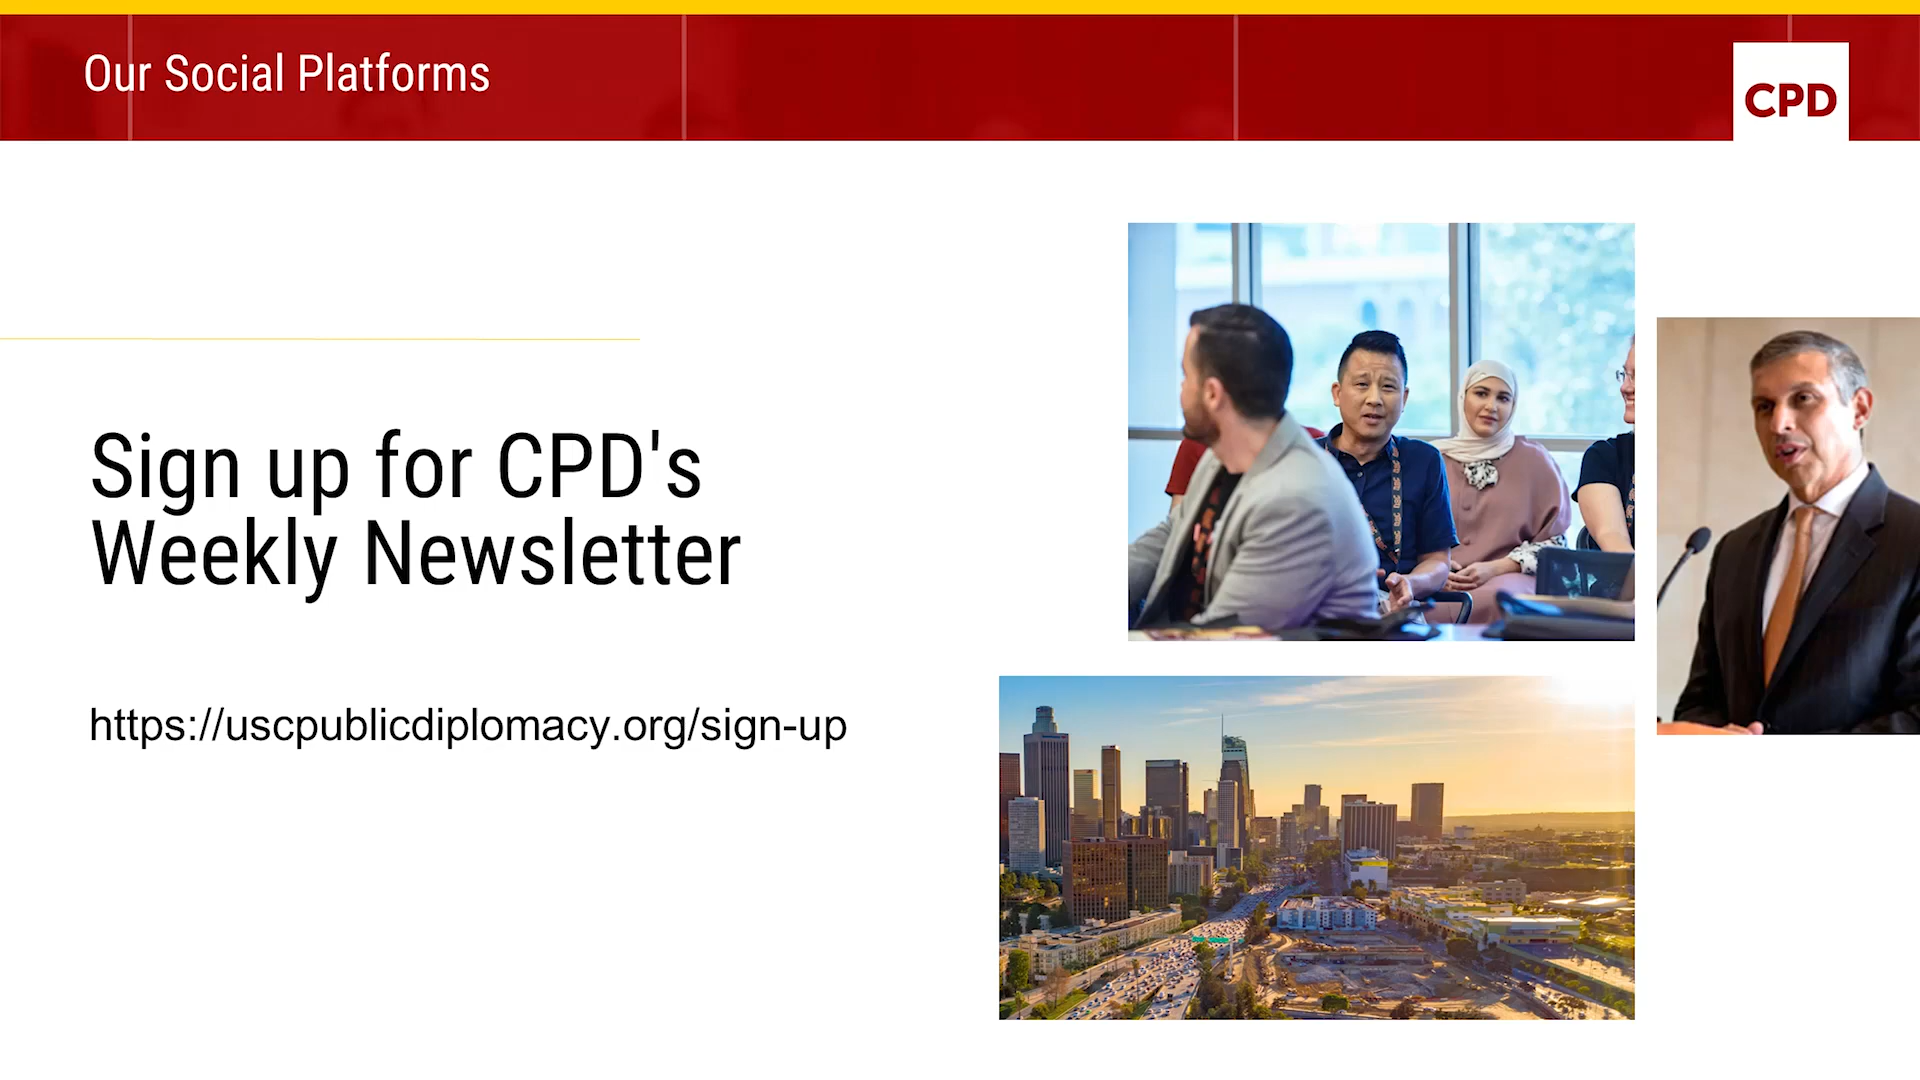 Our Social Platforms
CPD
Sign up for CPD's
Weekly Newsletter
https://uscpublicdiplomacy.org/sign-up